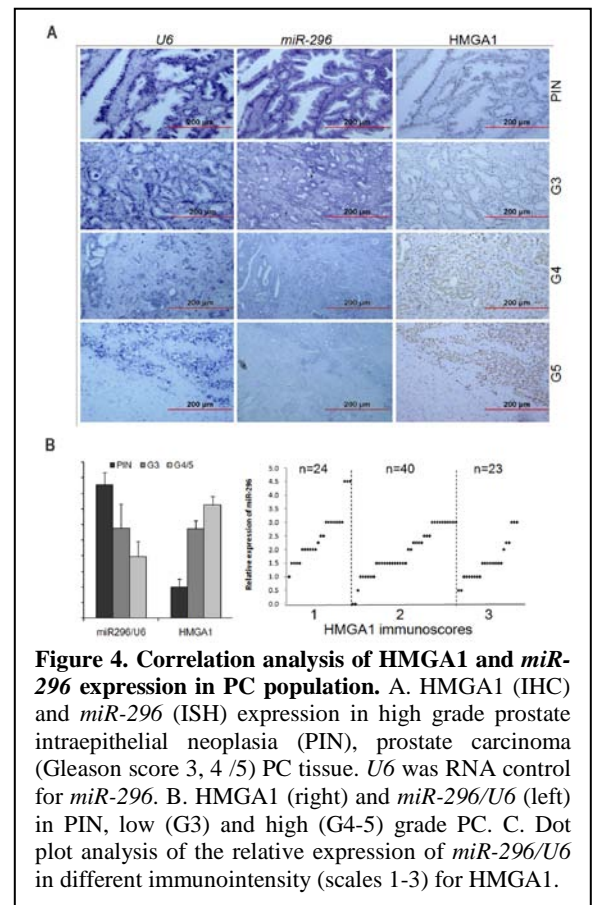 A
U6 miR-296 HMGA1
200 μm 200 μm 200 μm PIN
200 μm 200 μm 200 μm G3
200 μm 200 μm 200 μm G4
200 μm 200 μm 200 μm G5
B
PIN G3 G4/5
miR296/U6 HMGA1
n=24 n=40 n=23
Relative expression of miR-296
5.0
4.5
4.0
3.5
3.0
2.5
2.0
1.5
1.0
0.5
0.0
1 2 3
HMGA1 immunoscores
Figure 4. Correlation analysis of HMGA1 and miR-
296 expression in PC population. A. HMGA1 (IHC)
and miR-296 (ISH) expression in high grade prostate
intraepithelial neoplasia (PIN), prostate carcinoma
(Gleason score 3, 4 /5) PC tissue. U6 was RNA control
for miR-296. B. HMGA1 (right) and miR-296/U6 (left)
in PIN, low (G3) and high (G4-5) grade PC. C. Dot
plot analysis of the relative expression of miR-296/U6
in different immunointensity (scales 1-3) for HMGA1.